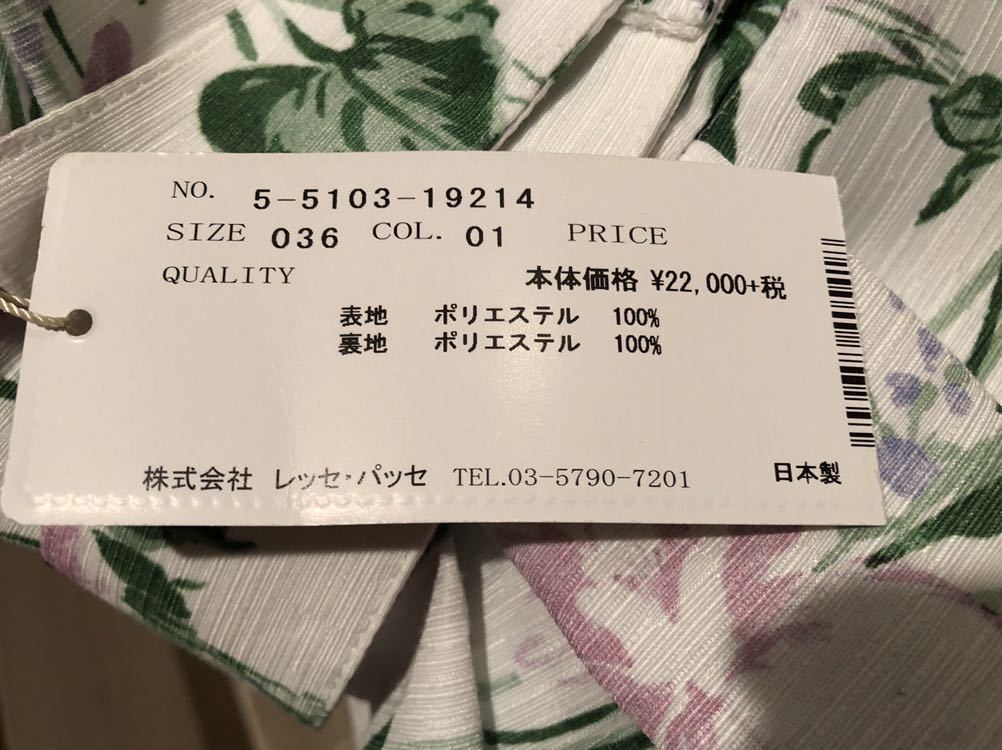 NO. 5-5103-19214
SIZE 036 COL. 01 PRICE
QUALITY 本体価格 ¥22,000+税
表地 ポリエステル 100%
裏地 ポリエステル 100%
株式会社 レッセ・パッセ TEL.03-5790-7201 日本製